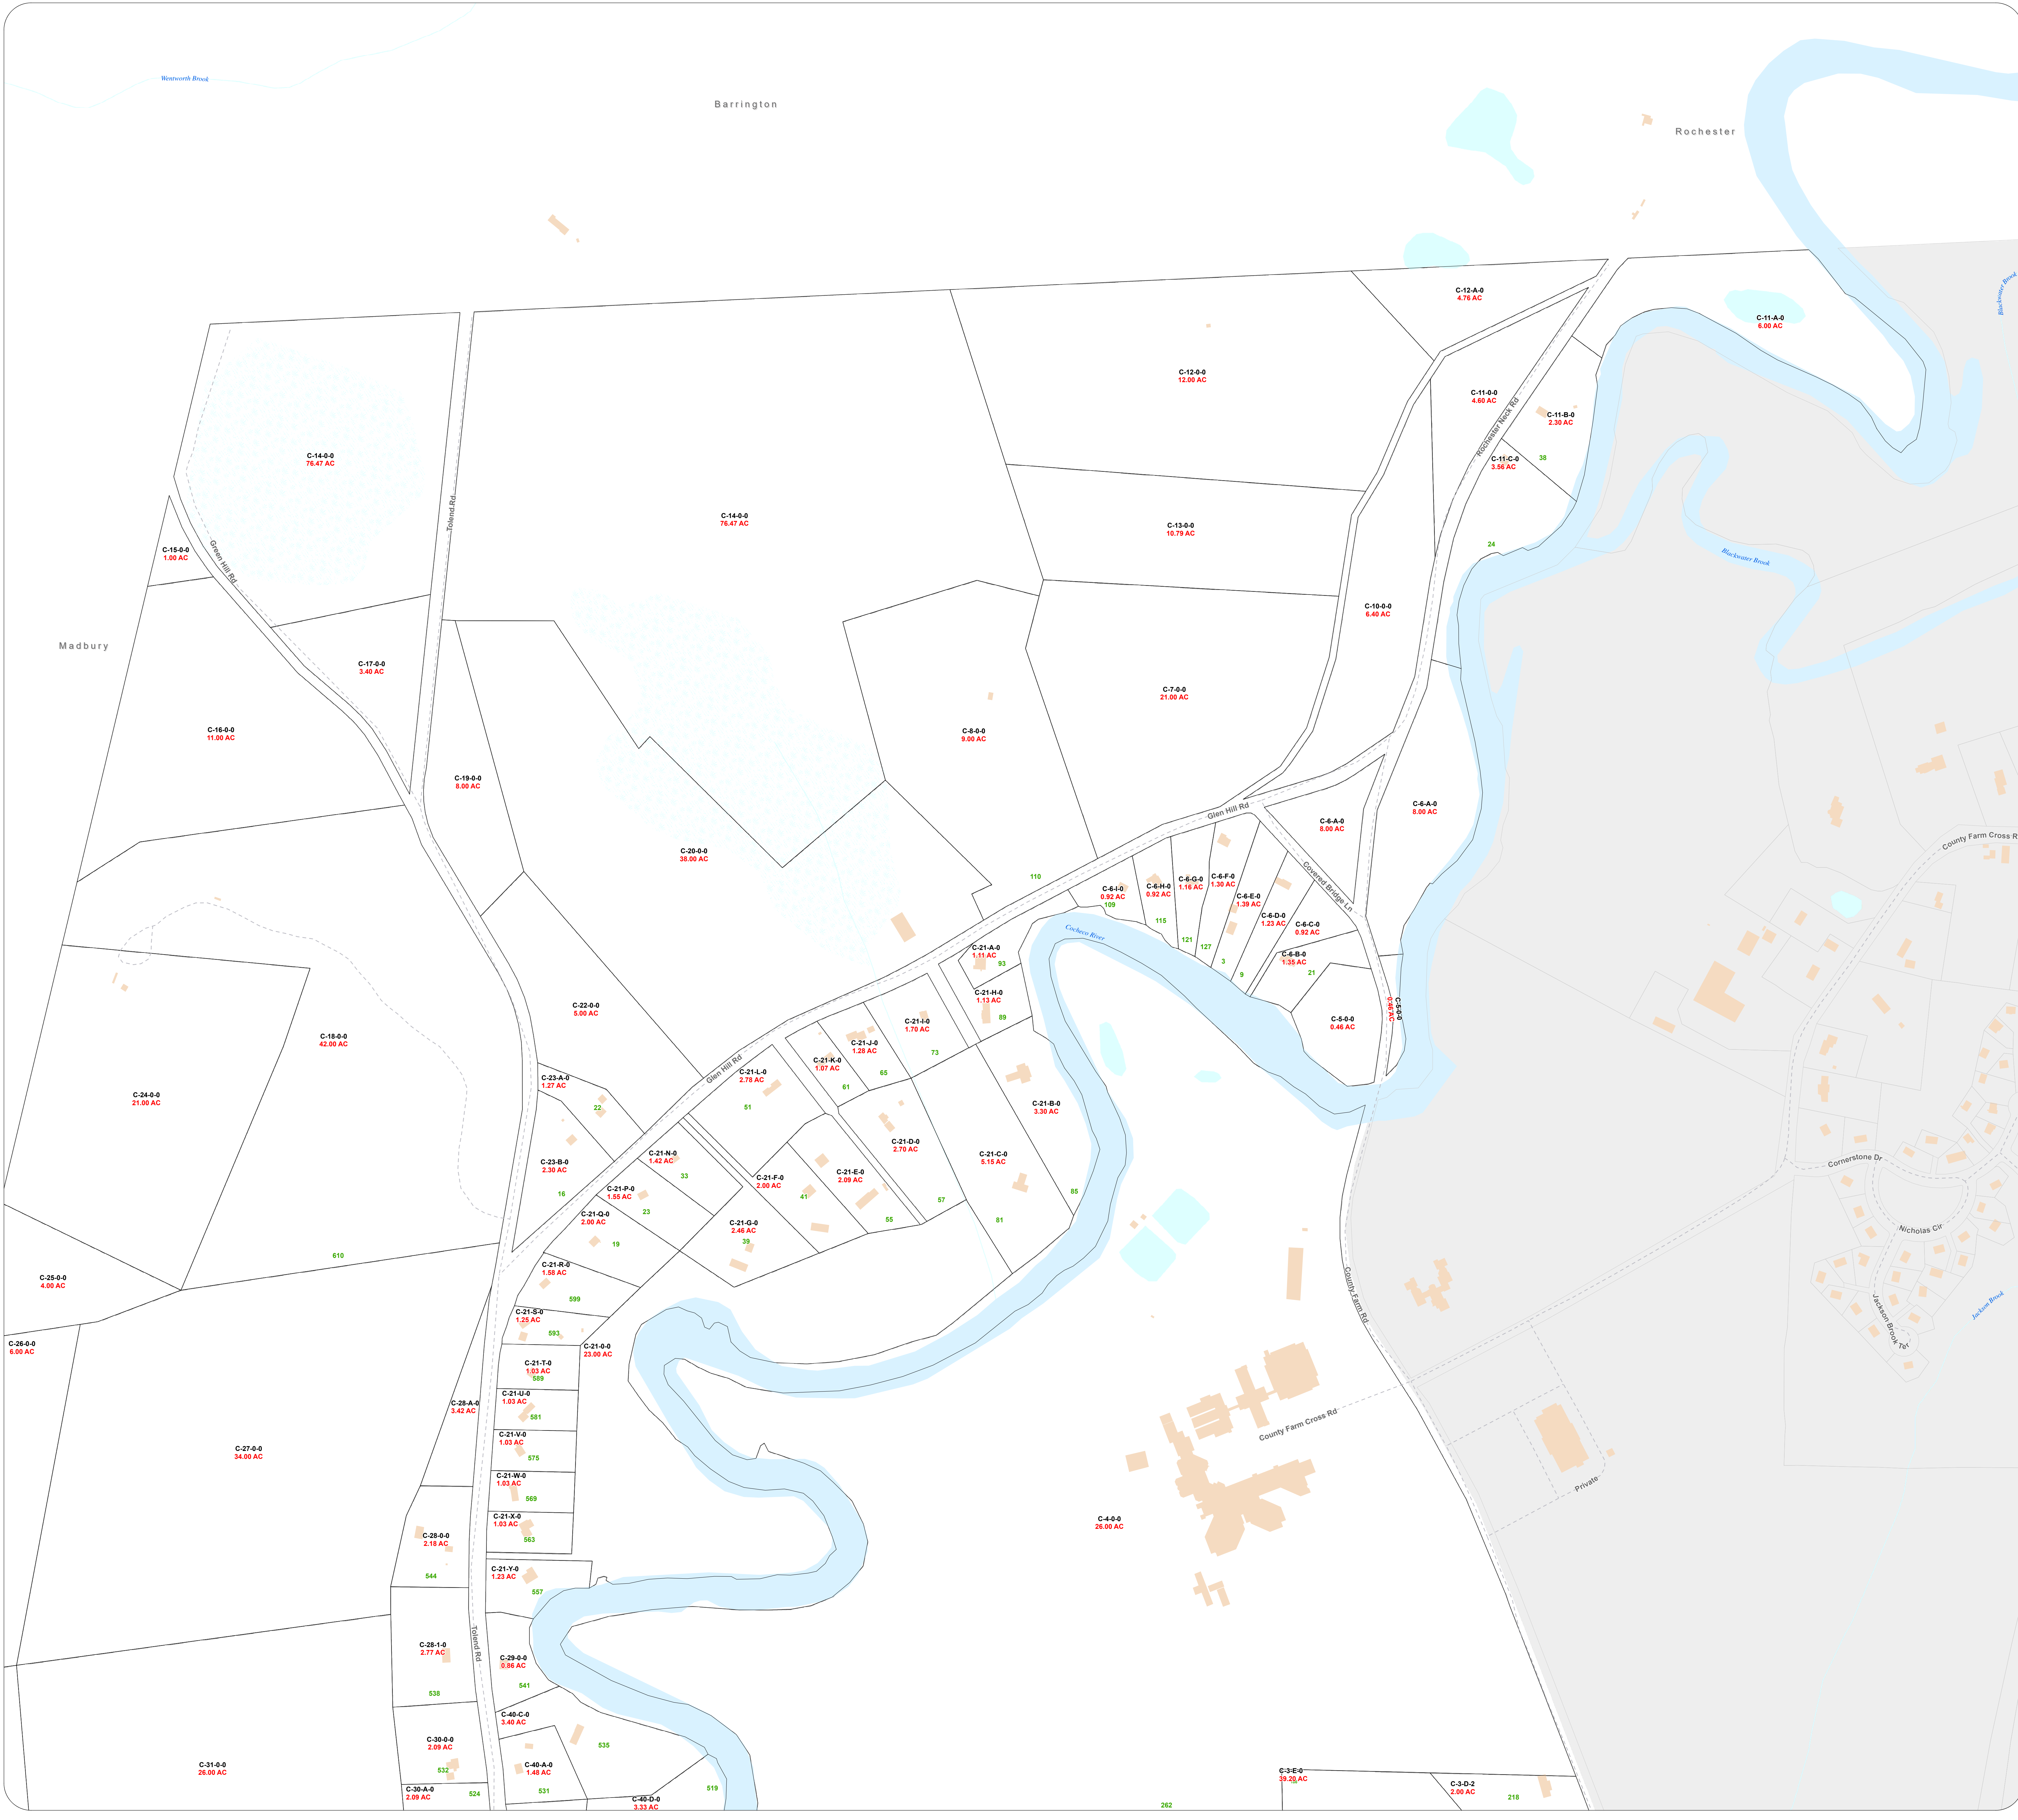 Wentworth Brook
Barrington
Rochester
Blackwater Brook
C-12-A-0
4.76 AC
C-11-A-0
6.00 AC
C-12-0-0
12.00 AC
C-11-0-0
4.60 AC
Rochester Neck Rd
C-11-B-0
2.30 AC
38
C-11-C-0
3.56 AC
C-14-0-0
76.47 AC
Tolend Rd
C-14-0-0
76.47 AC
C-13-0-0
10.79 AC
24
Blackwater Brook
C-15-0-0
1.00 AC
Green Hill Rd
C-10-0-0
6.40 AC
Madbury
C-17-0-0
3.40 AC
C-7-0-0
21.00 AC
C-16-0-0
11.00 AC
C-8-0-0
9.00 AC
C-19-0-0
8.00 AC
C-6-A-0
8.00 AC
Glen Hill Rd
C-6-A-0
8.00 AC
County Farm Cross R
C-20-0-0
38.00 AC
110
C-6-I-0
0.92 AC
109
C-6-H-0
0.92 AC
115
C-6-G-0
1.16 AC
121
C-6-F-0
1.30 AC
127
C-6-E-0
1.39 AC
3
C-6-D-0
1.23 AC
9
C-6-C-0
0.92 AC
Covered Bridge Ln
C-6-B-0
1.35 AC
21
Cocheco River
C-21-A-0
1.11 AC
93
C-21-H-0
1.13 AC
89
C-5-0-0
0.46 AC
C-5-0-0
0.46 AC
C-22-0-0
5.00 AC
C-18-0-0
42.00 AC
C-21-I-0
1.70 AC
73
C-21-J-0
1.28 AC
65
C-21-K-0
1.07 AC
61
Glen Hill Rd
C-21-L-0
2.78 AC
51
C-23-A-0
1.27 AC
22
C-24-0-0
21.00 AC
C-21-B-0
3.30 AC
85
C-21-D-0
2.70 AC
57
C-21-C-0
5.15 AC
81
C-23-B-0
2.30 AC
16
C-21-N-0
1.42 AC
33
C-21-F-0
2.00 AC
41
C-21-E-0
2.09 AC
55
C-21-P-0
1.55 AC
23
C-21-Q-0
2.00 AC
19
C-21-G-0
2.46 AC
39
Cornerstone Dr
Nicholas Cir
610
C-25-0-0
4.00 AC
C-21-R-0
1.58 AC
599
County Farm Rd
Jackson Brook Ter
Jackson Brook
C-21-S-0
1.25 AC
593
C-26-0-0
6.00 AC
C-21-0-0
23.00 AC
C-21-T-0
1.03 AC
589
C-28-A-0
3.42 AC
C-21-U-0
1.03 AC
581
County Farm Cross Rd
C-27-0-0
34.00 AC
C-21-V-0
1.03 AC
575
C-21-W-0
1.03 AC
569
Private
C-21-X-0
1.03 AC
563
C-4-0-0
26.00 AC
C-28-0-0
2.18 AC
544
C-21-Y-0
1.23 AC
557
C-28-1-0
2.77 AC
538
Tolend Rd
C-29-0-0
0.86 AC
541
C-40-C-0
3.40 AC
535
C-30-0-0
2.09 AC
532
C-31-0-0
26.00 AC
C-40-A-0
1.48 AC
531
C-30-A-0
2.09 AC
524
519
C-40-D-0
3.33 AC
262
C-3-E-0
39.20 AC
C-3-D-2
2.00 AC
218